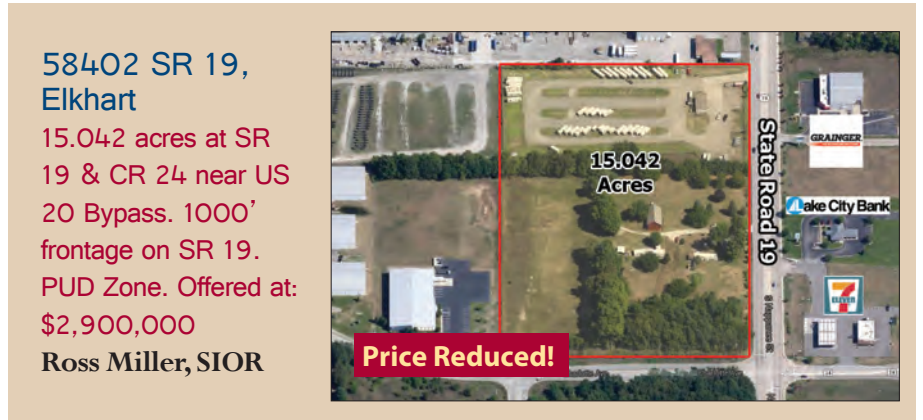 58402 SR 19,
Elkhart
15.042 acres at SR
19 & CR 24 near US
20 Bypass. 1000’
frontage on SR 19.
PUD Zone. Offered at:
$2,900,000
Ross Miller, SIOR
15.042
Acres
State Road 19
GRAINGER
Lake City Bank
7
ELEVEN
Price Reduced!